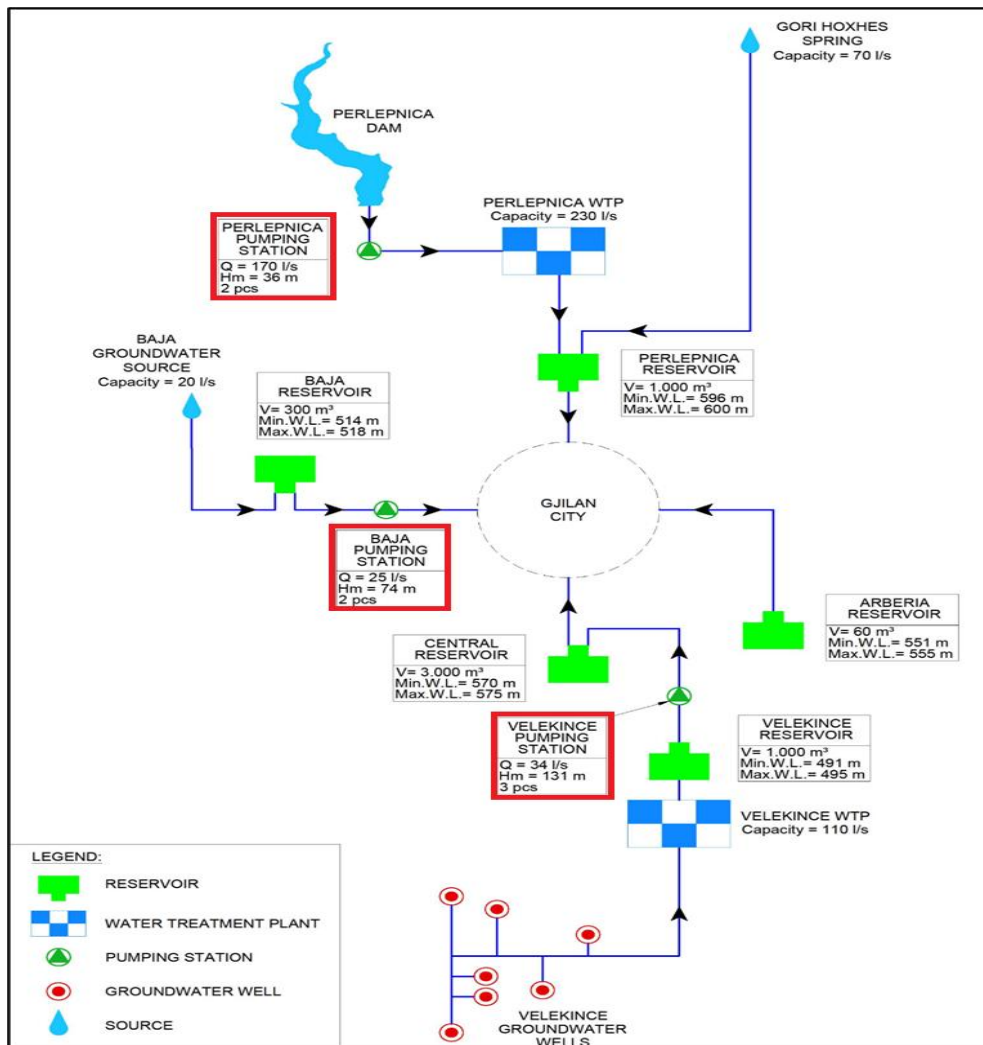 GORI HOXHES
SPRING
Capacity = 70 l/s
PERLEPNICA
DAM
PERLEPNICA WTP
Capacity = 230 l/s
PERLEPNICA
PUMPING
STATION
Q = 170 l/s
Hm = 36 m
2 pcs
BAJA
GROUNDWATER
SOURCE
Capacity = 20 l/s
BAJA
RESERVOIR
V= 300 m³
Min.W.L.= 514 m
Max.W.L.= 518 m
PERLEPNICA
RESERVOIR
V= 1.000 m³
Min.W.L.= 596 m
Max.W.L.= 600 m
GJILAN
CITY
BAJA
PUMPING
STATION
Q = 25 l/s
Hm = 74 m
2 pcs
ARBERIA
RESERVOIR
V= 60 m³
Min.W.L.= 551 m
Max.W.L.= 555 m
CENTRAL
RESERVOIR
V= 3.000 m³
Min.W.L.= 570 m
Max.W.L.= 575 m
VELEKINCE
PUMPING
STATION
Q = 34 l/s
Hm = 131 m
3 pcs
VELEKINCE
RESERVOIR
V= 1.000 m³
Min.W.L.= 491 m
Max.W.L.= 495 m
VELEKINCE WTP
Capacity = 110 l/s
LEGEND:
RESERVOIR
WATER TREATMENT PLANT
PUMPING STATION
GROUNDWATER WELL
SOURCE
VELEKINCE
GROUNDWATER
WELLS